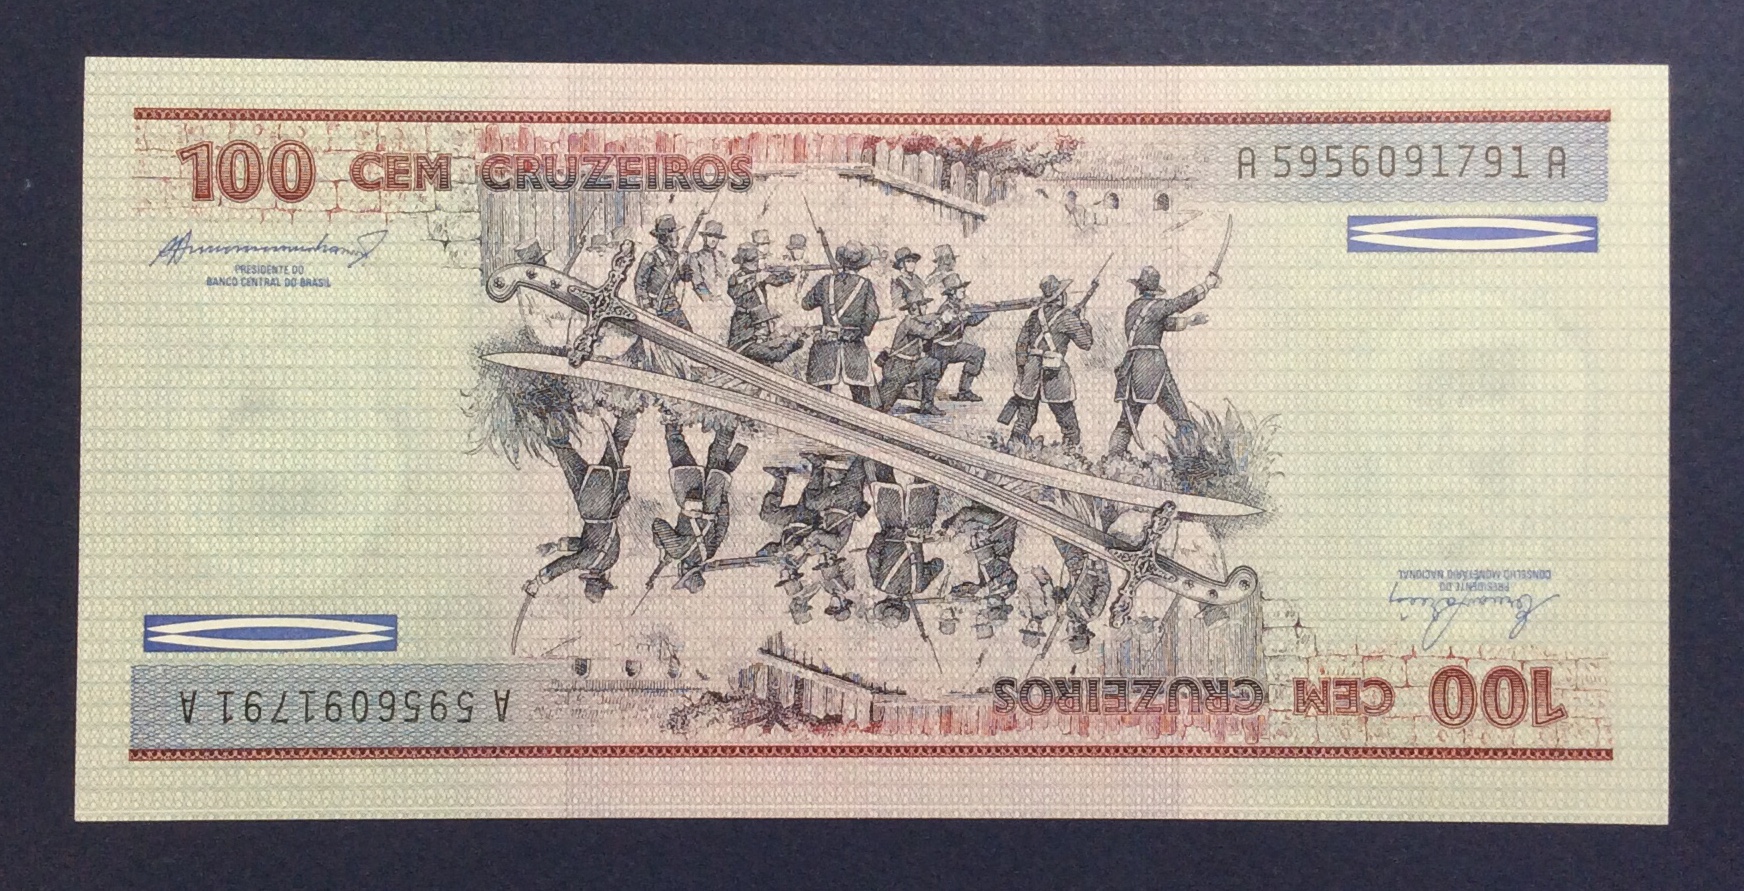 100 CEM CRUZEIROS
A 5956091791 A
PRESIDENTE DO
BANCO CENTRAL DO BRASIL
PRESIDENTE DO
CONSELHO MONETÁRIO NACIONAL
A 5956091791 A
100 CEM CRUZEIROS